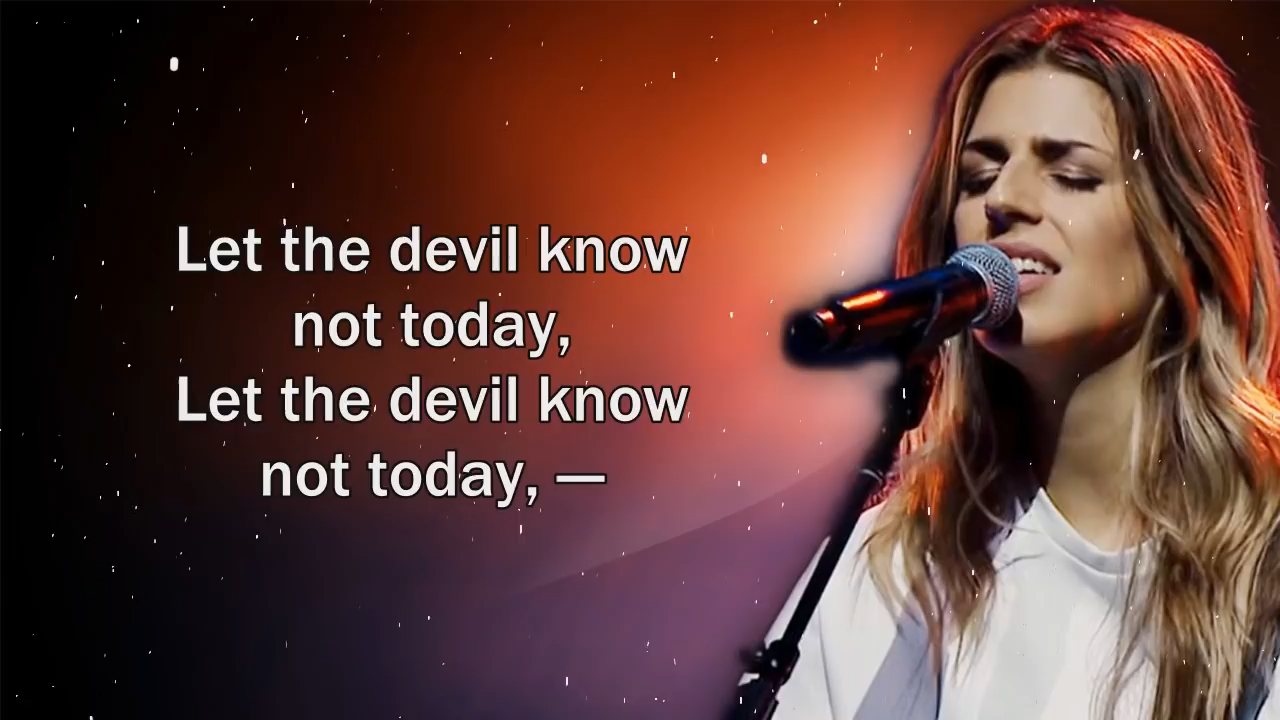 Let the devil know
not today,
Let the devil know
not today, —